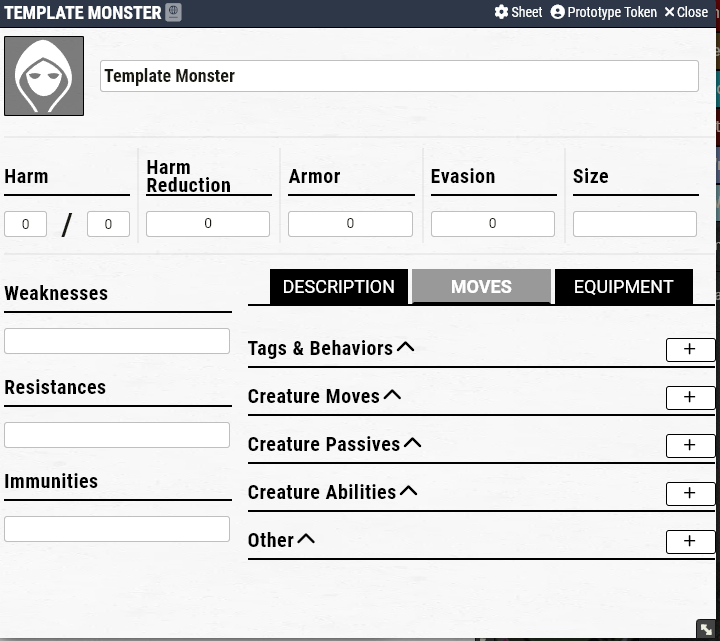 TEMPLATE MONSTER Sheet Prototype Token Close
Template Monster
Harm
Harm
Reduction
Armor
Evasion
Size
0 / 0
0
0
0
Weaknesses
Resistances
Immunities
DESCRIPTION MOVES EQUIPMENT
Tags & Behaviors +
Creature Moves +
Creature Passives +
Creature Abilities +
Other +